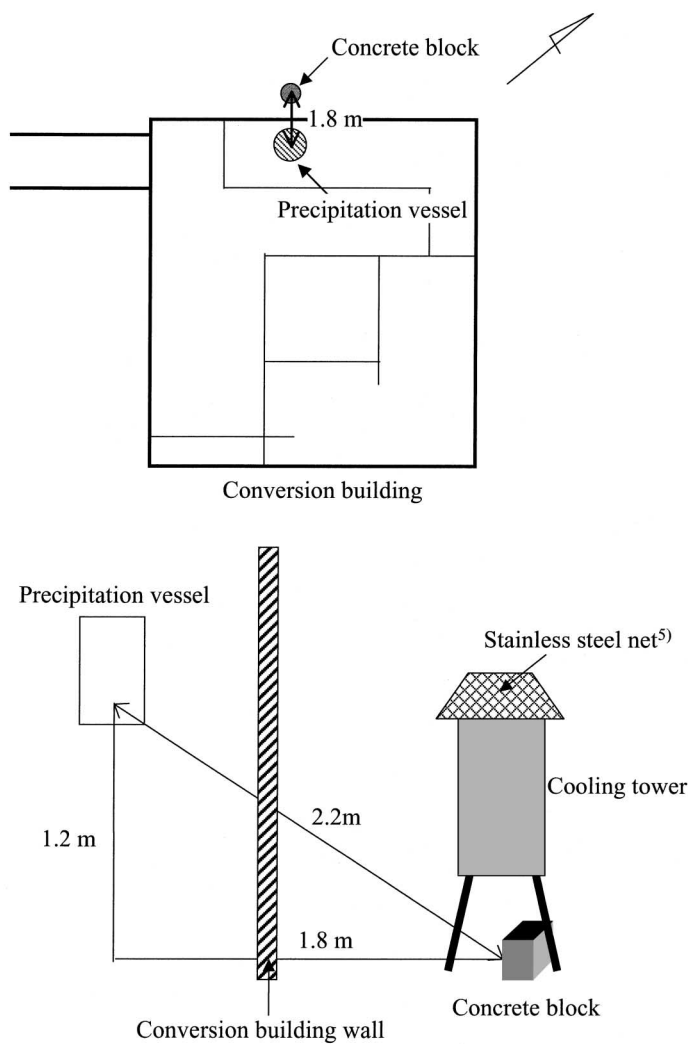 Concrete block
1.8 m
Precipitation vessel
Conversion building
Precipitation vessel
Stainless steel net⁵⁾
Cooling tower
2.2m
1.2 m
1.8 m
Concrete block
Conversion building wall